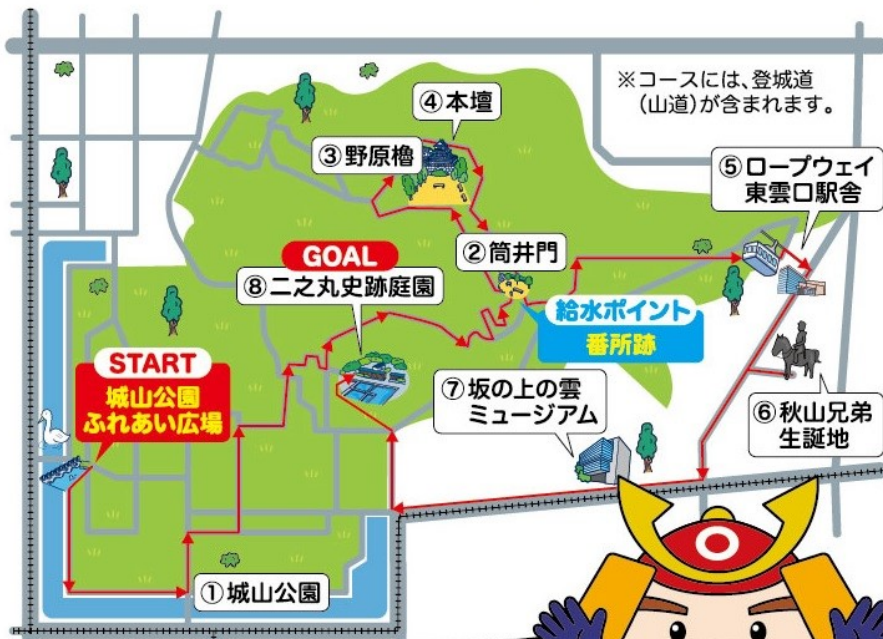 ※コースには、登城道
(山道)が含まれます。
④本壇
③野原櫓
⑤ロープウェイ
東雲口駅舎
②筒井門
GOAL
⑧二之丸史跡庭園
給水ポイント
番所跡
START
城山公園
ふれあい広場
⑦坂の上の雲
ミュージアム
⑥秋山兄弟
生誕地
①城山公園